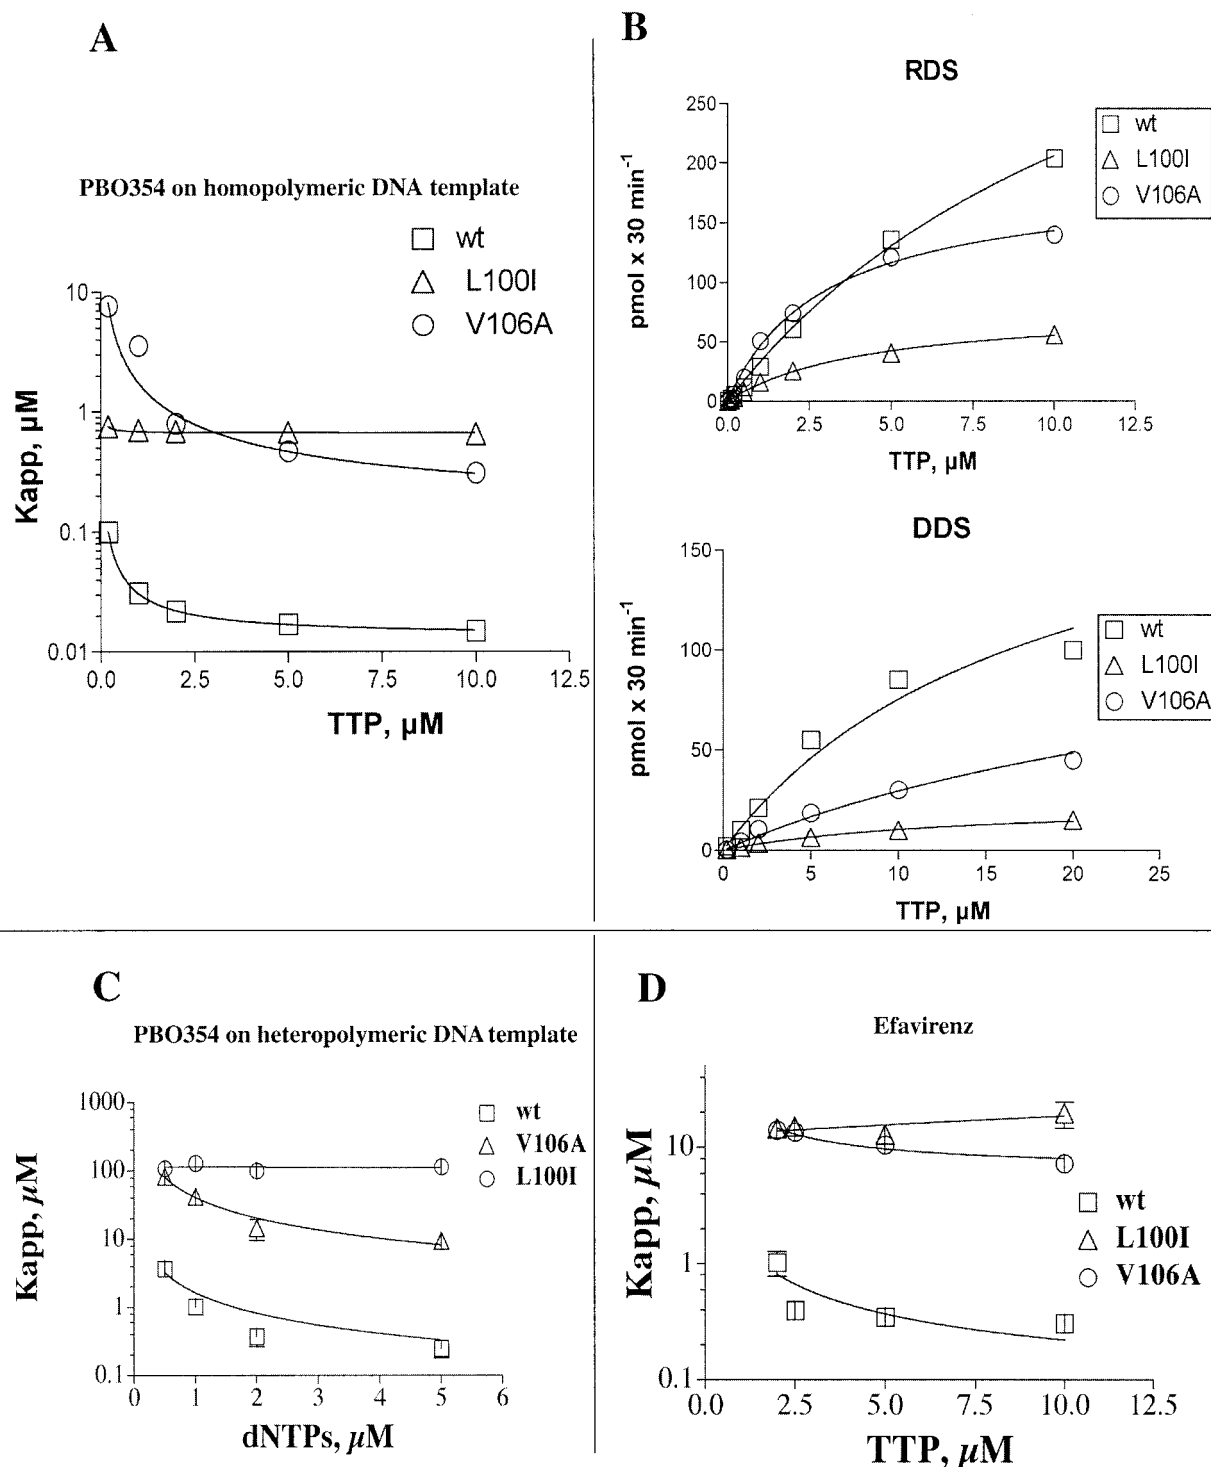 A
PBO354 on homopolymeric DNA template
wt
L100I
V106A
10
1
0.1
0.01
Kapp, µM
0.0 2.5 5.0 7.5 10.0 12.5
TTP, µM
B
RDS
wt
L100I
V106A
250
200
150
100
50
0
pmol x 30 min-1
0.0 2.5 5.0 7.5 10.0 12.5
TTP, µM
DDS
wt
L100I
V106A
150
100
50
0
pmol x 30 min-1
0 5 10 15 20 25
TTP, µM
C
PBO354 on heteropolymeric DNA template
wt
V106A
L100I
1000
100
10
1
0.1
Kapp, µM
0 1 2 3 4 5 6
dNTPs, µM
D
Efavirenz
10
1
0.1
Kapp, µM
wt
L100I
V106A
0.0 2.5 5.0 7.5 10.0 12.5
TTP, µM